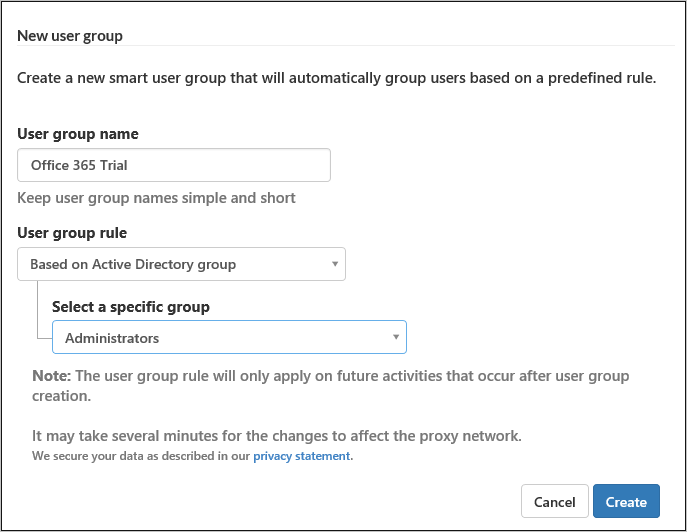 New user group
Create a new smart user group that will automatically group users based on a predefined rule.
User group name
Office 365 Trial
Keep user group names simple and short
User group rule
Based on Active Directory group
Select a specific group
Administrators
Note: The user group rule will only apply on future activities that occur after user group
creation.
It may take several minutes for the changes to affect the proxy network.
We secure your data as described in our privacy statement.
Cancel Create